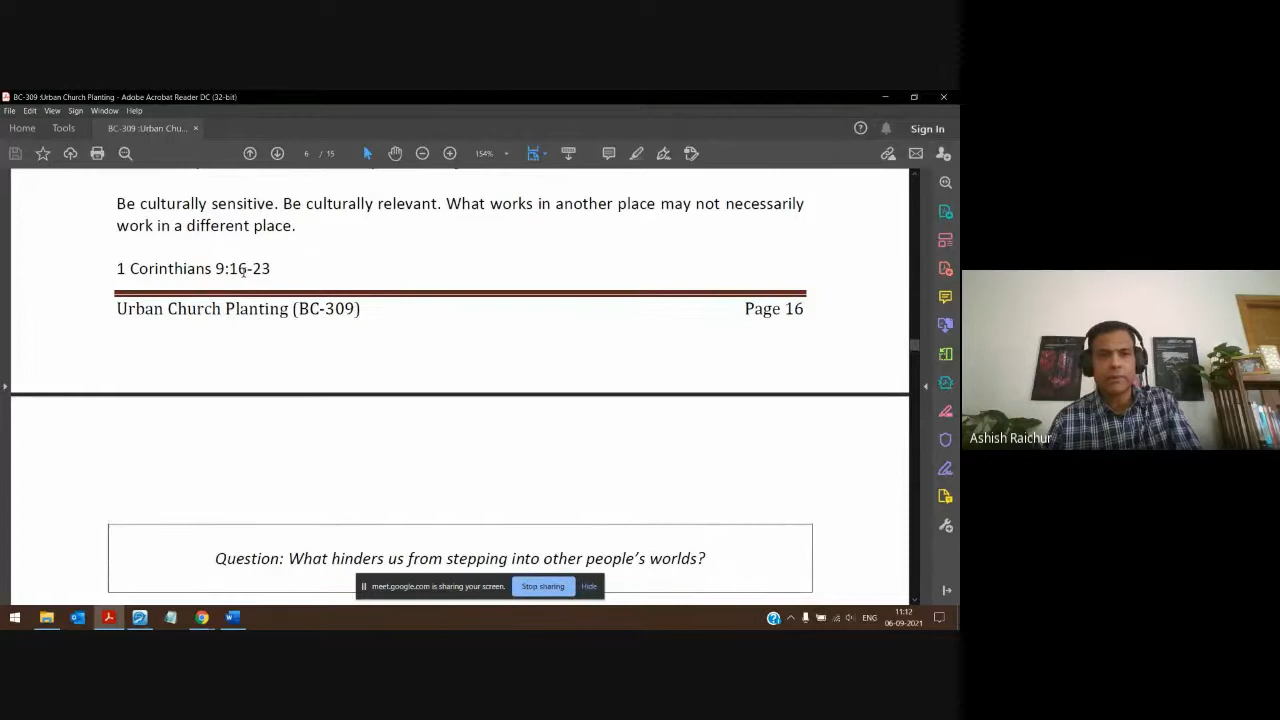 BC-309 :Urban Church Planting - Adobe Acrobat Reader DC (32-bit)
File Edit View Sign Window Help
Home Tools BC-309 :Urban Chu... × Sign In
6 / 15 154%
Be culturally sensitive. Be culturally relevant. What works in another place may not necessarily
work in a different place.
1 Corinthians 9:16-23
Urban Church Planting (BC-309) Page 16
Question: What hinders us from stepping into other people's worlds?
meet.google.com is sharing your screen. Stop sharing Hide
ENG
11:12
06-09-2021
Ashish Raichur